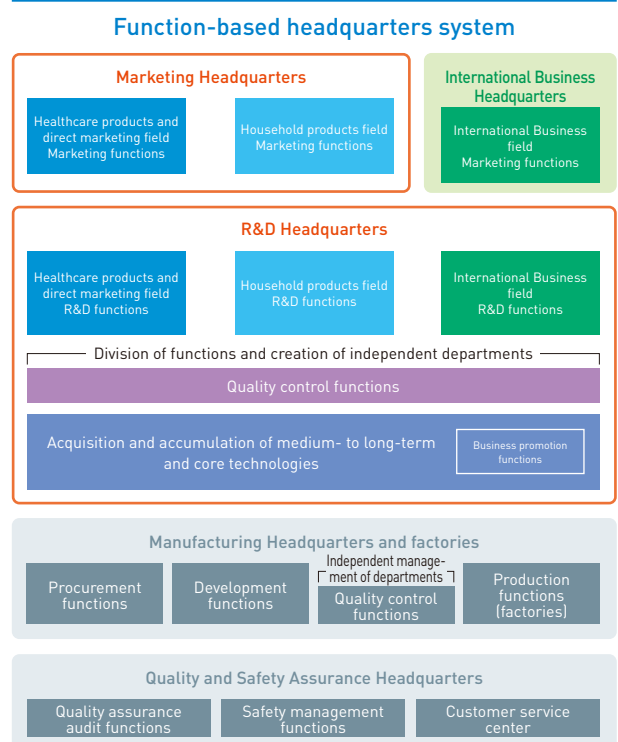 Function-based headquarters system
Marketing Headquarters
Healthcare products and
direct marketing field
Marketing functions
Household products field
Marketing functions
International Business
Headquarters
International Business
field
Marketing functions
R&D Headquarters
Healthcare products and
direct marketing field
R&D functions
Household products field
R&D functions
International Business
field
R&D functions
Division of functions and creation of independent departments
Quality control functions
Acquisition and accumulation of medium- to long-term
and core technologies
Business promotion
functions
Manufacturing Headquarters and factories
Procurement
functions
Development
functions
Independent manage-
ment of departments
Quality control
functions
Production
functions
(factories)
Quality and Safety Assurance Headquarters
Quality assurance
audit functions
Safety management
functions
Customer service
center